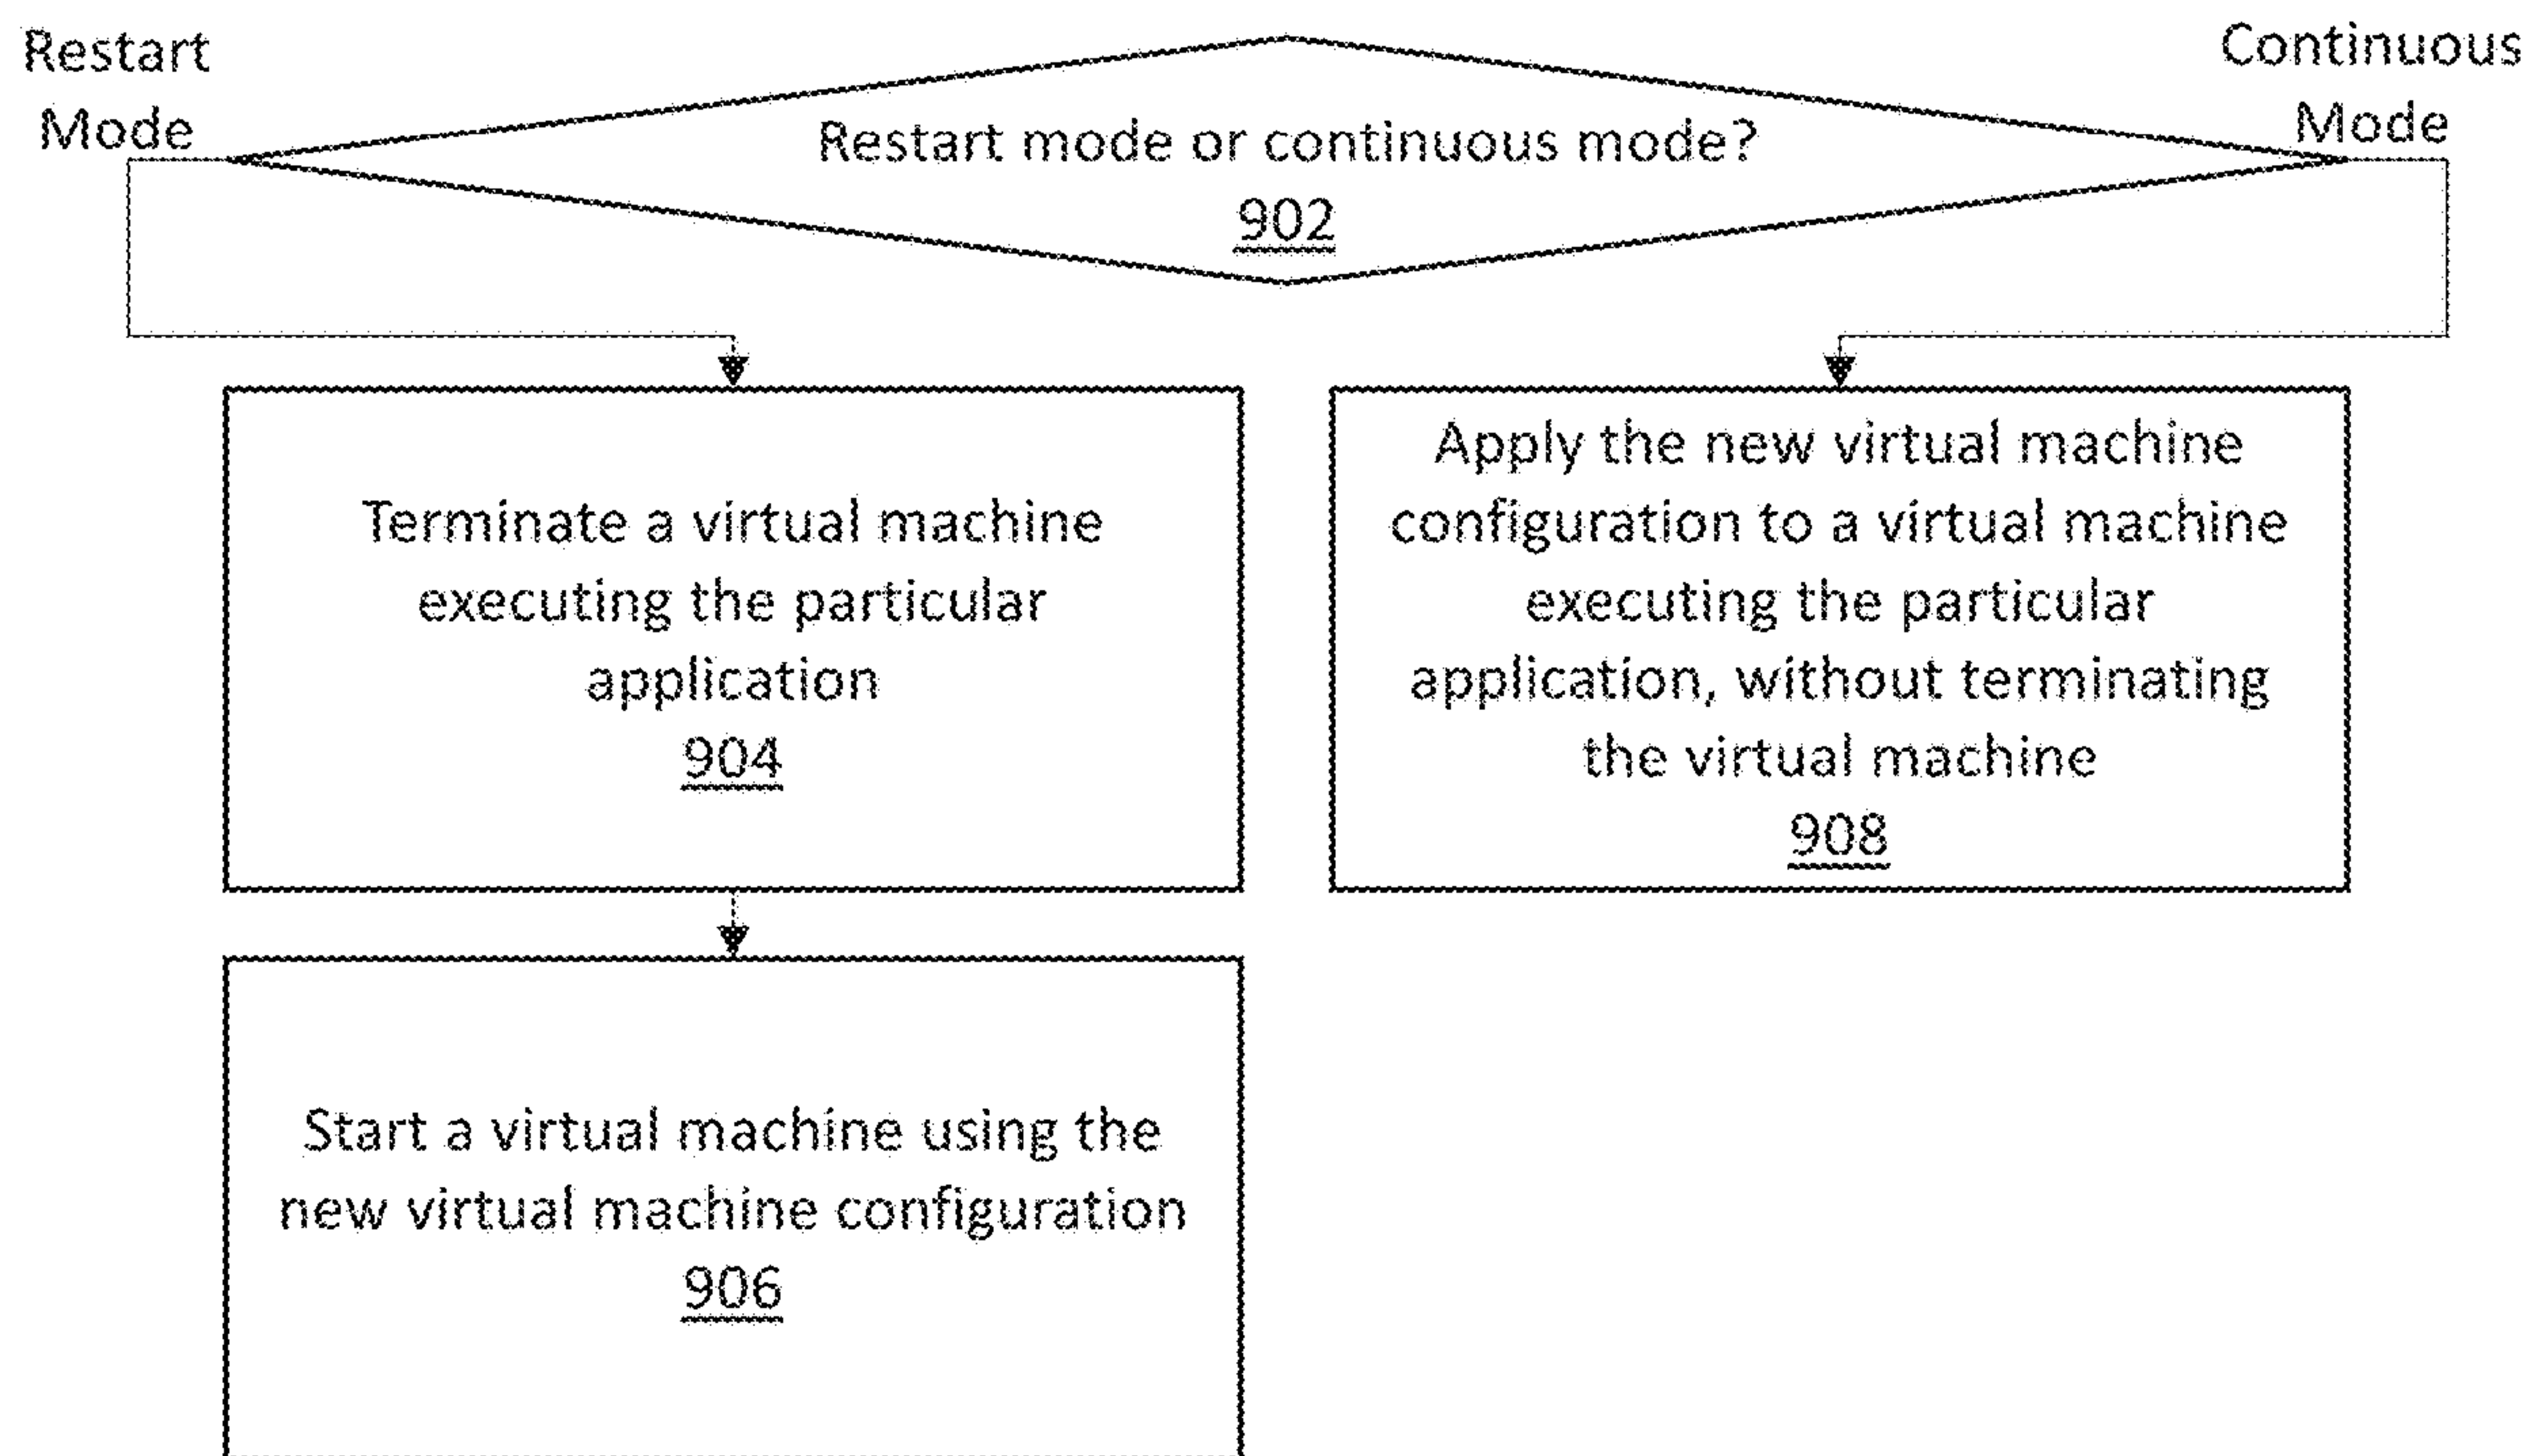 Restart
Mode
Continuous
Mode
Restart mode or continuous mode?
902
Terminate a virtual machine
executing the particular
application
904
Apply the new virtual machine
configuration to a virtual machine
executing the particular
application, without terminating
the virtual machine
908
Start a virtual machine using the
new virtual machine configuration
906